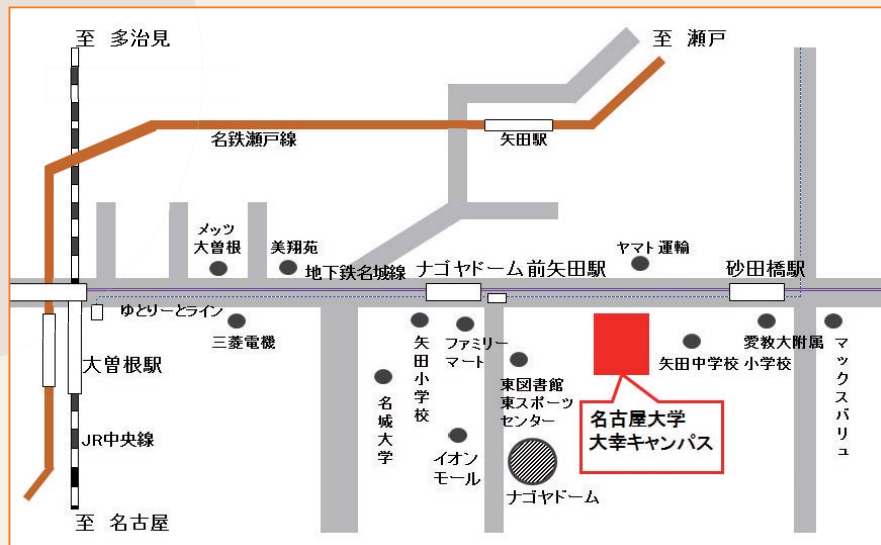 至 多治見
至 瀬戸
名鉄瀬戸線
矢田駅
メッツ
大曽根
美翔苑
地下鉄名城線
ナゴヤドーム前矢田駅
ヤマト運輸
砂田橋駅
ゆとりーとライン
三菱電機
大曽根駅
矢田小学校
ファミリー
マート
名城大学
イオン
モール
東図書館
東スポーツ
センター
ナゴヤドーム
名古屋大学
大幸キャンパス
矢田中学校
愛教大附属
小学校
マックスバリュ
JR中央線
至 名古屋